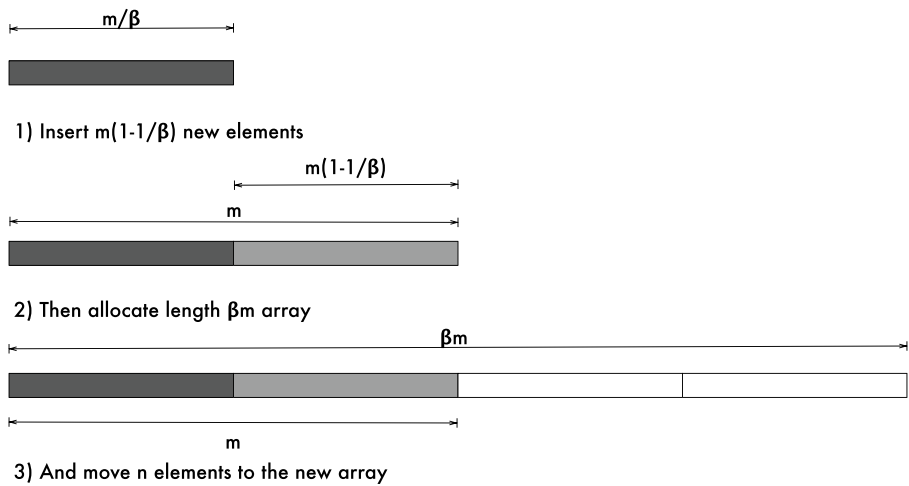 m/β
1) Insert m(1-1/β) new elements
m(1-1/β)
m
2) Then allocate length βm array
βm
m
3) And move n elements to the new array